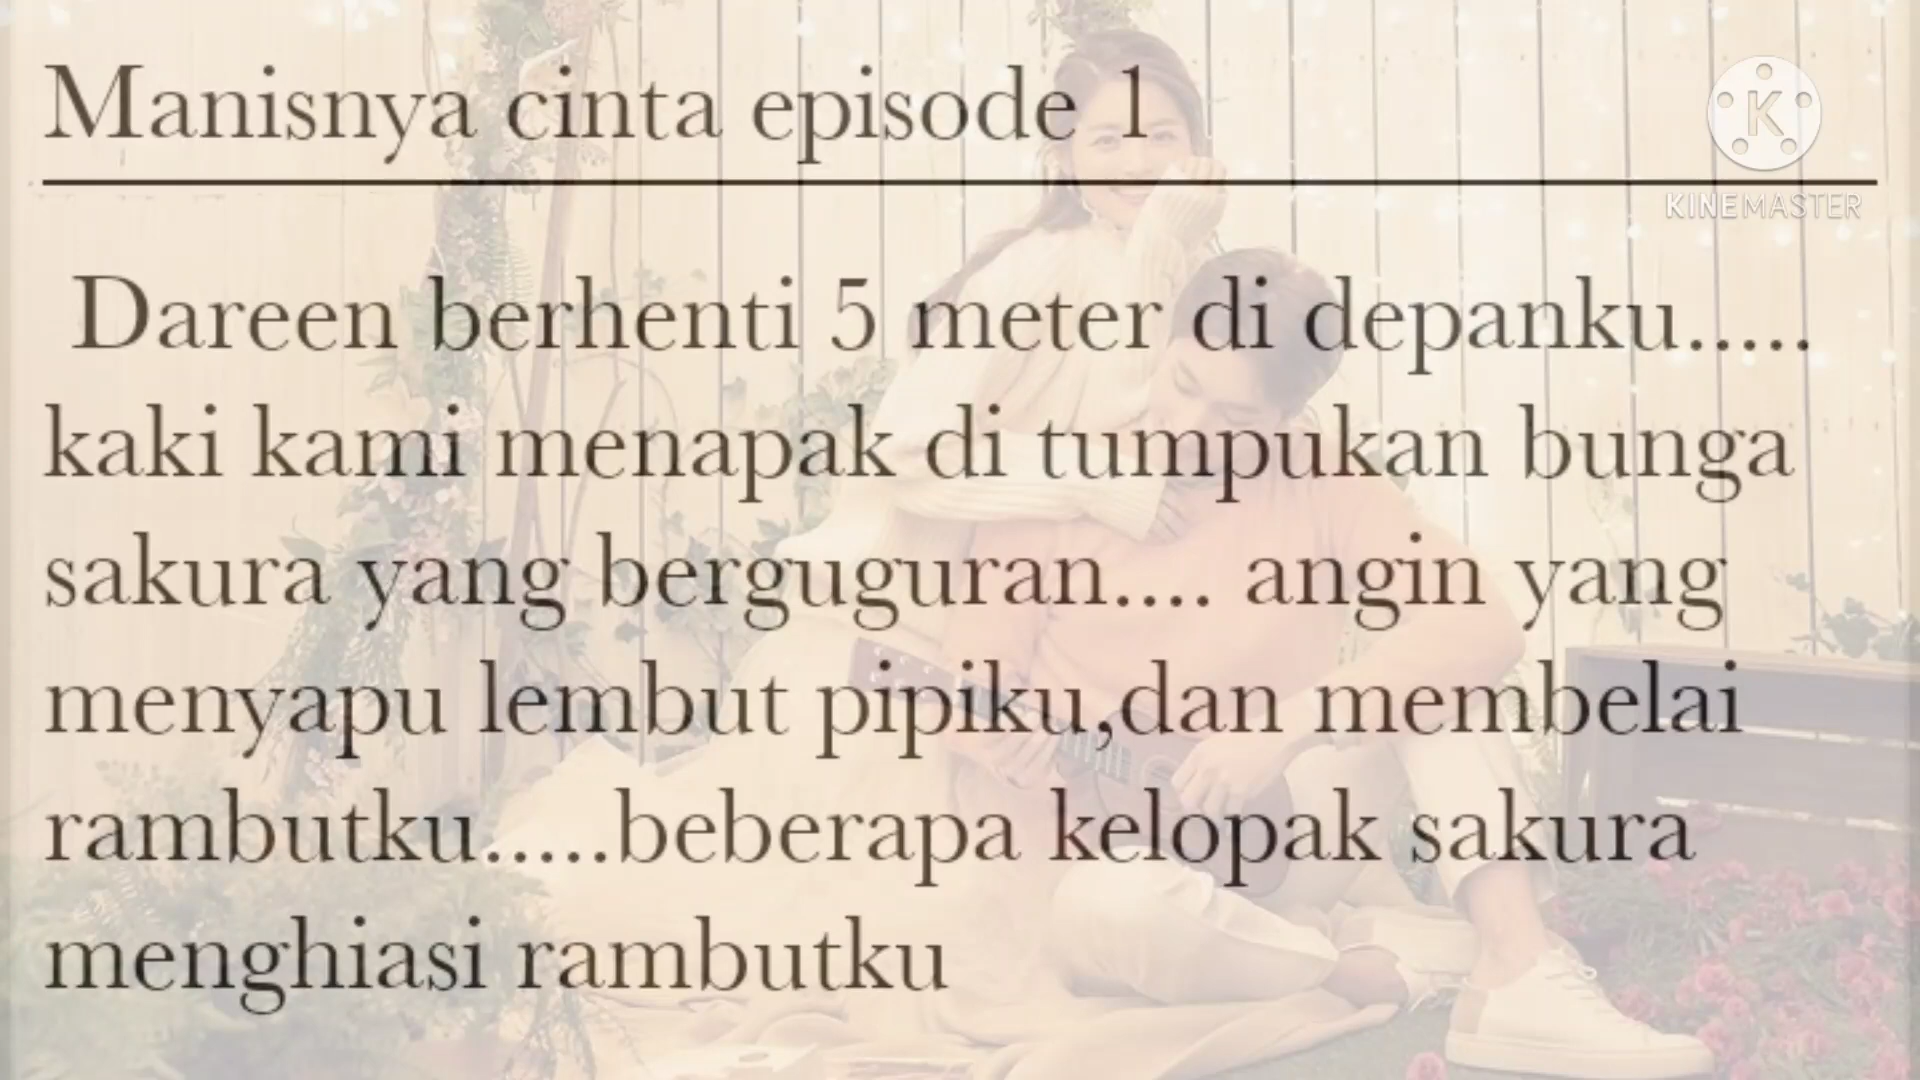 Manisnya cinta episode 1
K
KINEMASTER
Dareen berhenti 5 meter di depanku.....
kaki kami menapak di tumpukan bunga
sakura yang berguguran.... angin yang
menyapu lembut pipiku,dan membelai
rambutku.....beberapa kelopak sakura
menghiasi rambutku